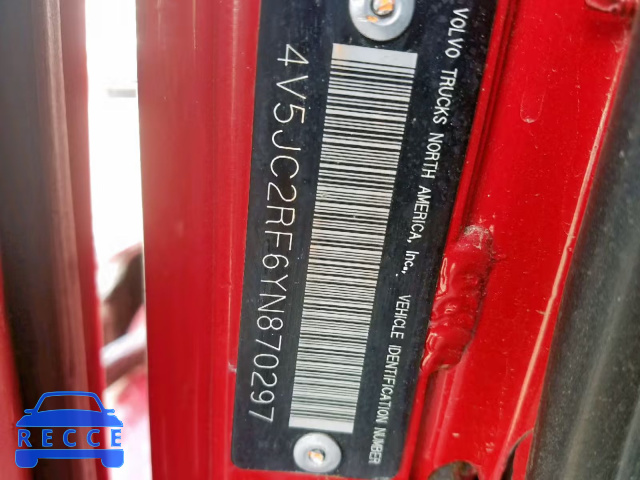 VOLVO TRUCKS NORTH AMERICA, Inc., VEHICLE IDENTIFICATION NUMBER
4V5JC2RF6YN870297
RECCE